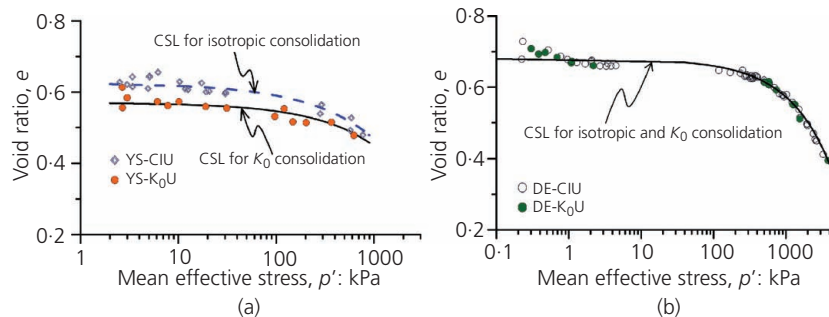 0·8
0·6
0·4
0·2
Void ratio, e
CSL for isotropic consolidation
CSL for K0 consolidation
YS-CIU
YS-K0U
1
10
100
1000
Mean effective stress, p': kPa
(a)
0·8
0·6
0·4
0·2
Void ratio, e
CSL for isotropic and K0 consolidation
DE-CIU
DE-K0U
0·1
1
10
100
1000
Mean effective stress, p': kPa
(b)